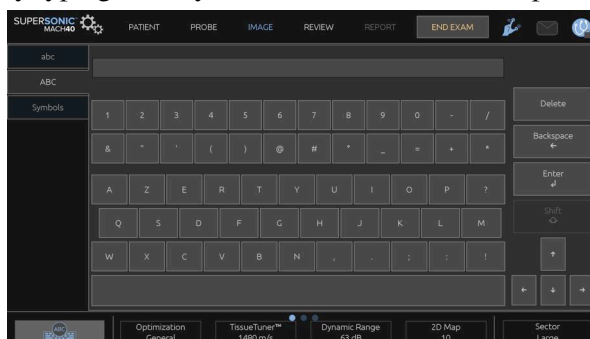 SUPERSONIC MACH40 PATIENT PROBE IMAGE REVIEW REPORT END EXAM
abc
ABC
Symbols
Delete
1 2 3 4 5 6 7 8 9 0 - /
Backspace
←
& " ' ( ) @ # * _ = + *
Enter
↲
A Z E R T Y U I O P ?
Shift
Q S D F G H J K L M
W X C V B N , . ; : !
↑
← ↓ →
ABC
Optimization TissueTuner™ Dynamic Range 2D Map Sector
General 1480 m/s 63 dB 10 Large